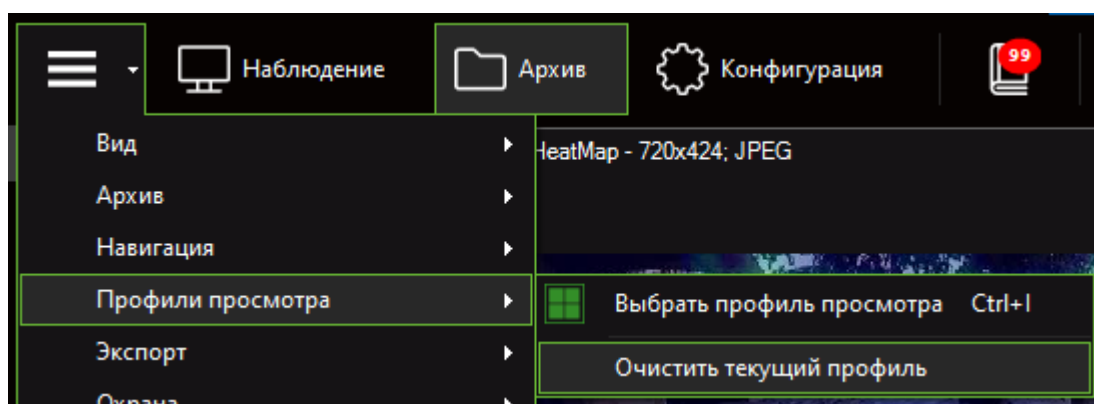 Наблюдение Архив Конфигурация 99
Вид
HeatMap - 720x424; JPEG
Архив
Навигация
Профили просмотра
Выбрать профиль просмотра Ctrl+I
Экспорт
Очистить текущий профиль
Охрана